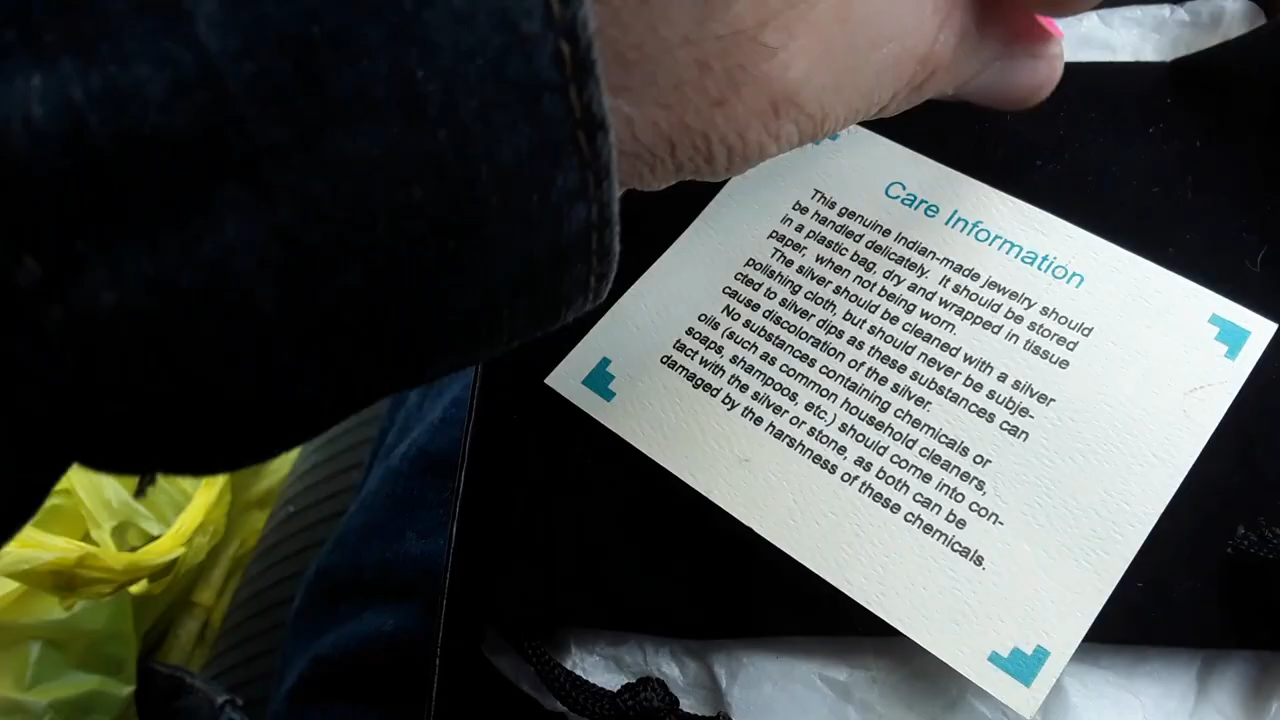 Care Information
This genuine Indian-made jewelry should
be handled delicately. It should be stored
in a plastic bag, dry and wrapped in tissue
paper, when not being worn.
The silver should be cleaned with a silver
polishing cloth, but should never be subje-
cted to silver dips as these substances can
cause discoloration of the silver.
No substances containing chemicals or
oils (such as common household cleaners,
soaps, shampoos, etc.) should come into con-
tact with the silver or stone, as both can be
damaged by the harshness of these chemicals.